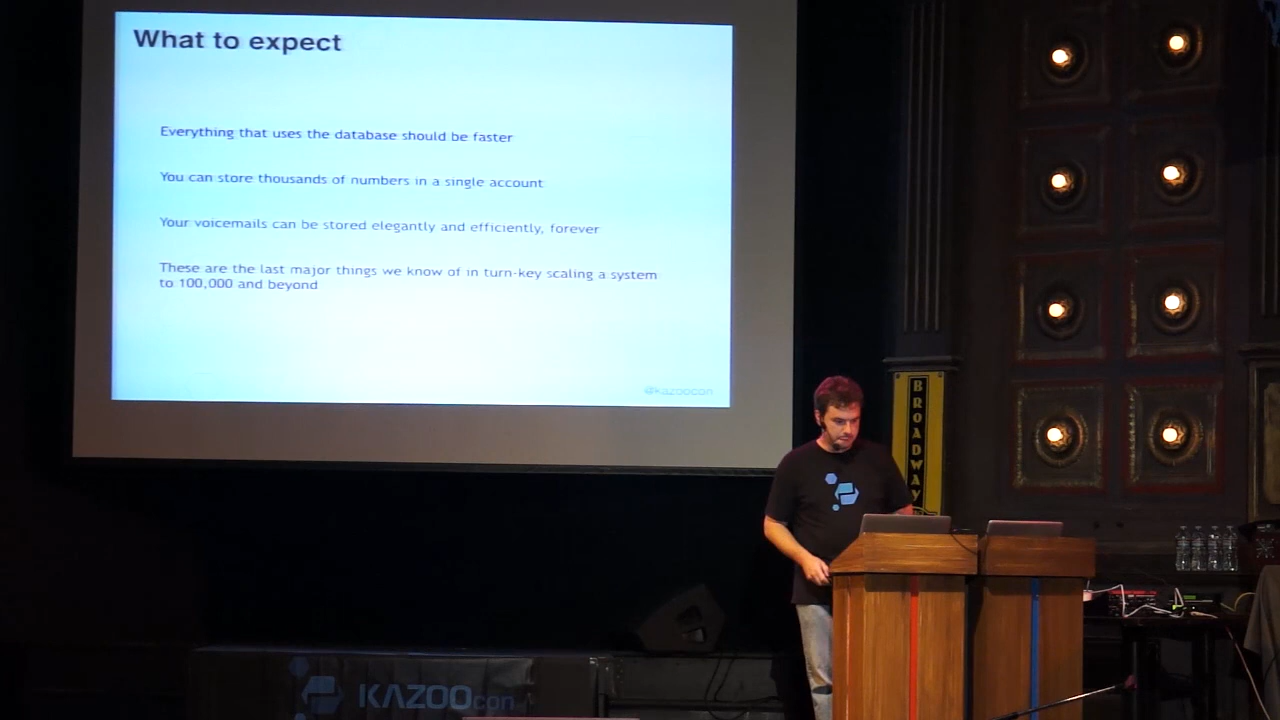 What to expect
Everything that uses the database should be faster
You can store thousands of numbers in a single account
Your voicemails can be stored elegantly and efficiently, forever
These are the last major things we know of in turn-key scaling a system
to 100,000 and beyond
@kazoocon
BROADWAY
KAZOOcon